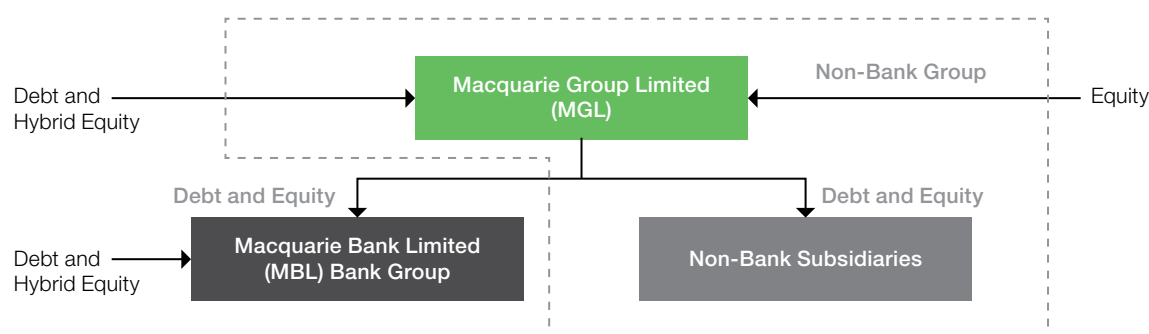 Macquarie Group Limited
(MGL)
Non-Bank Group
Debt and
Hybrid Equity
Equity
Debt and Equity
Debt and Equity
Macquarie Bank Limited
(MBL) Bank Group
Non-Bank Subsidiaries
Debt and
Hybrid Equity